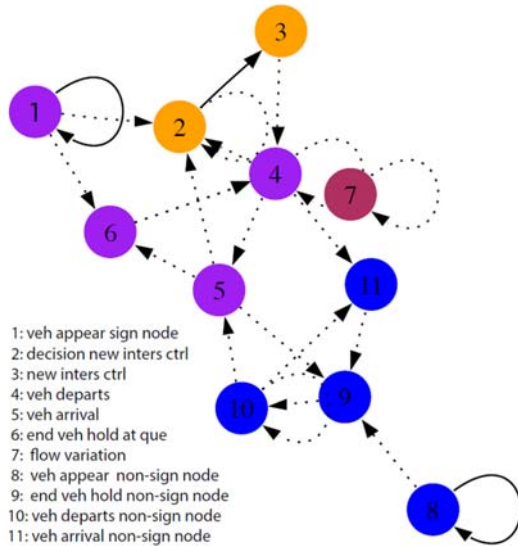 3
1
2
4
7
6
5
11
10
9
8
1: veh appear sign node
2: decision new inters ctrl
3: new inters ctrl
4: veh departs
5: veh arrival
6: end veh hold at que
7: flow variation
8: veh appear non-sign node
9: end veh hold non-sign node
10: veh departs non-sign node
11: veh arrival non-sign node